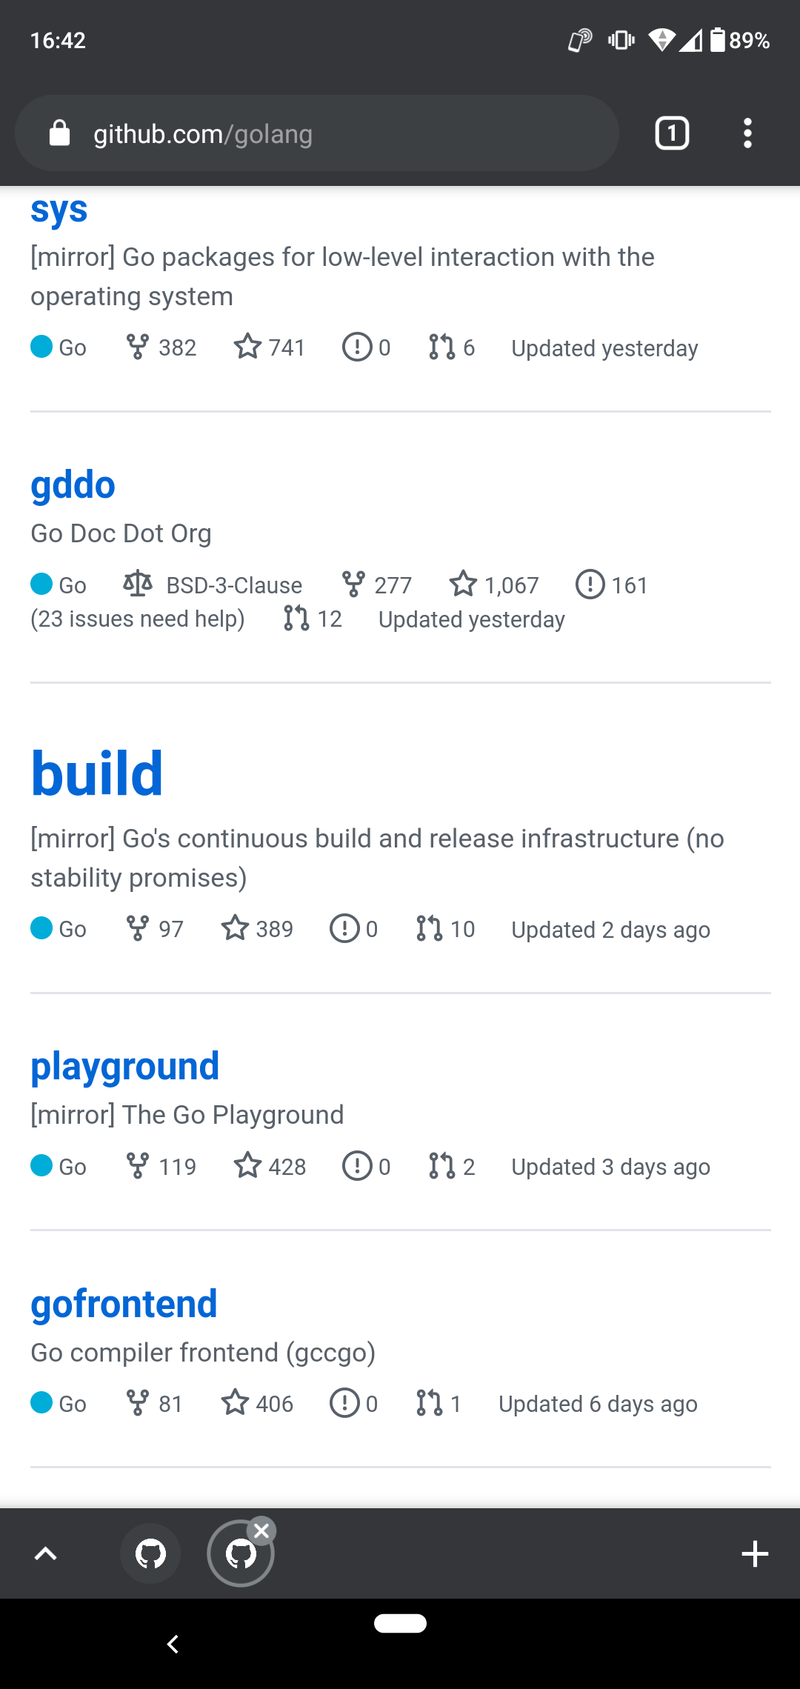 16:42
89%
github.com/golang
1
sys
[mirror] Go packages for low-level interaction with the
operating system
Go 382 741 0 6 Updated yesterday
gddo
Go Doc Dot Org
Go BSD-3-Clause 277 1,067 161
(23 issues need help) 12 Updated yesterday
build
[mirror] Go's continuous build and release infrastructure (no
stability promises)
Go 97 389 0 10 Updated 2 days ago
playground
[mirror] The Go Playground
Go 119 428 0 2 Updated 3 days ago
gofrontend
Go compiler frontend (gccgo)
Go 81 406 0 1 Updated 6 days ago